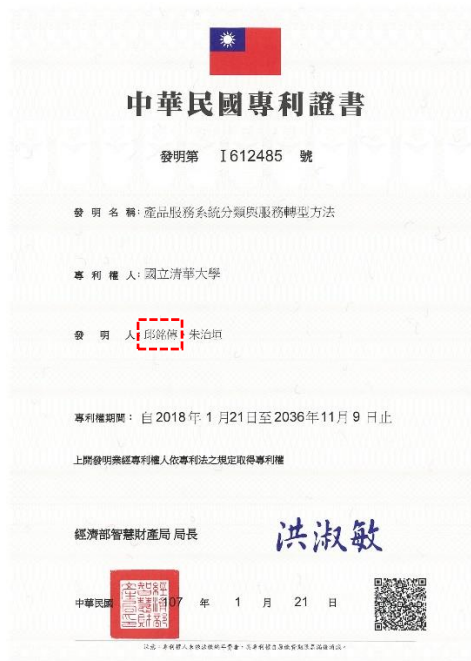 中華民國專利證書
發明第 I612485 號
發 明 名 稱：產品服務系統分類與服務轉型方法
專 利 權 人：國立清華大學
發 明 人：邱銘傳、朱治垣
專利權期間：自2018年1月21日至2036年11月9日止
上開發明業經專利權人依專利法之規定取得專利權
經濟部智慧財產局 局長 洪淑敏
中華民國 107 年 1 月 21 日